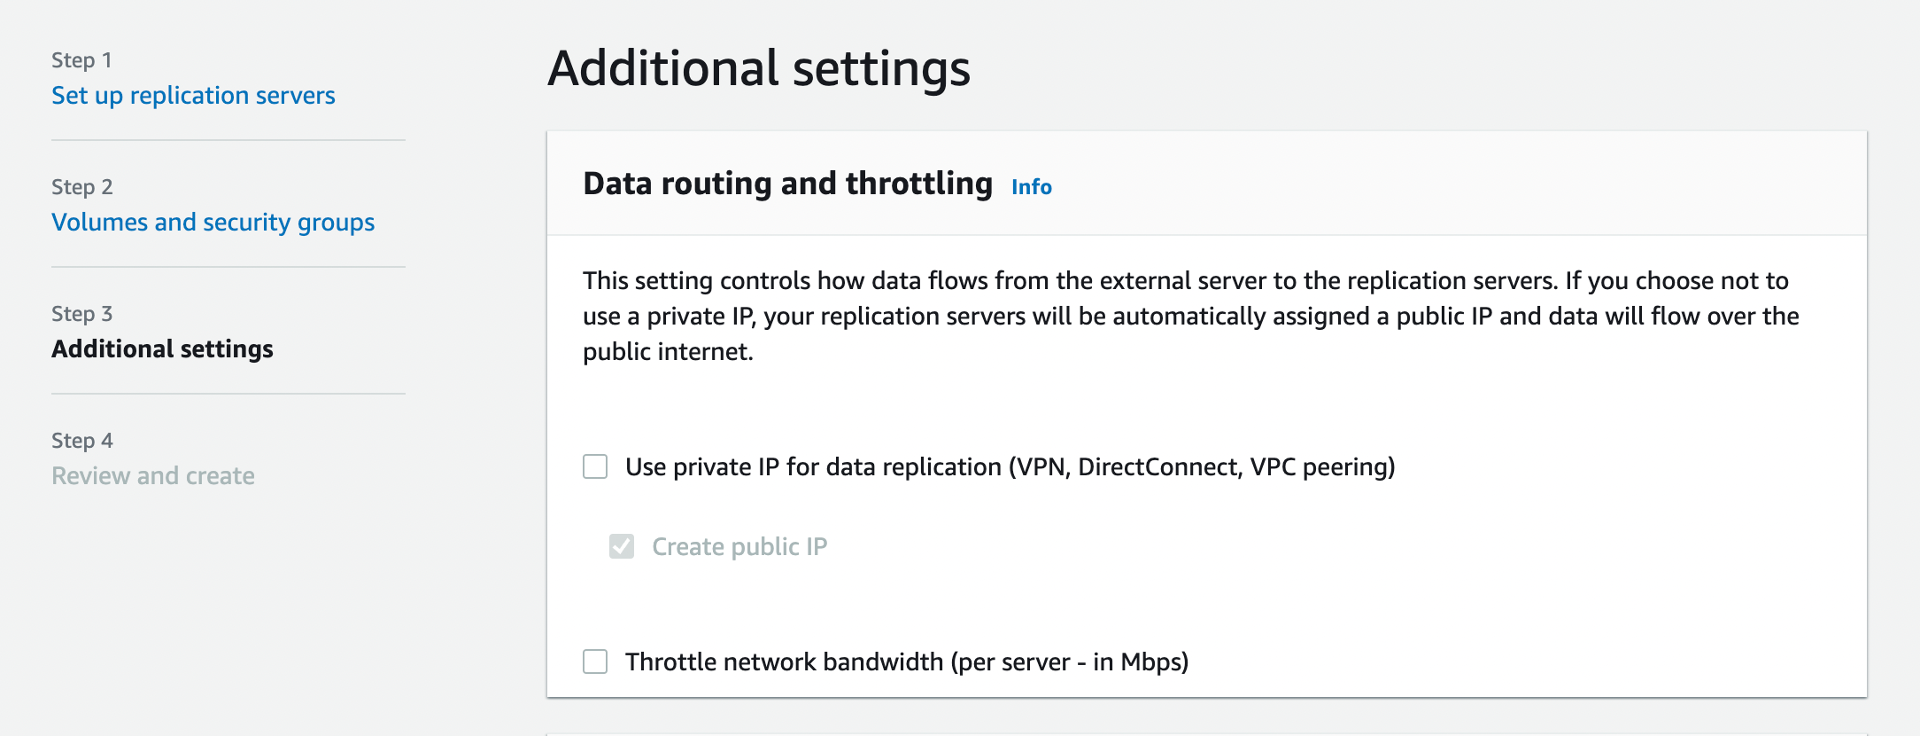 Step 1
Set up replication servers
Step 2
Volumes and security groups
Step 3
Additional settings
Step 4
Review and create
Additional settings
Data routing and throttling Info
This setting controls how data flows from the external server to the replication servers. If you choose not to
use a private IP, your replication servers will be automatically assigned a public IP and data will flow over the
public internet.
Use private IP for data replication (VPN, DirectConnect, VPC peering)
Create public IP
Throttle network bandwidth (per server - in Mbps)